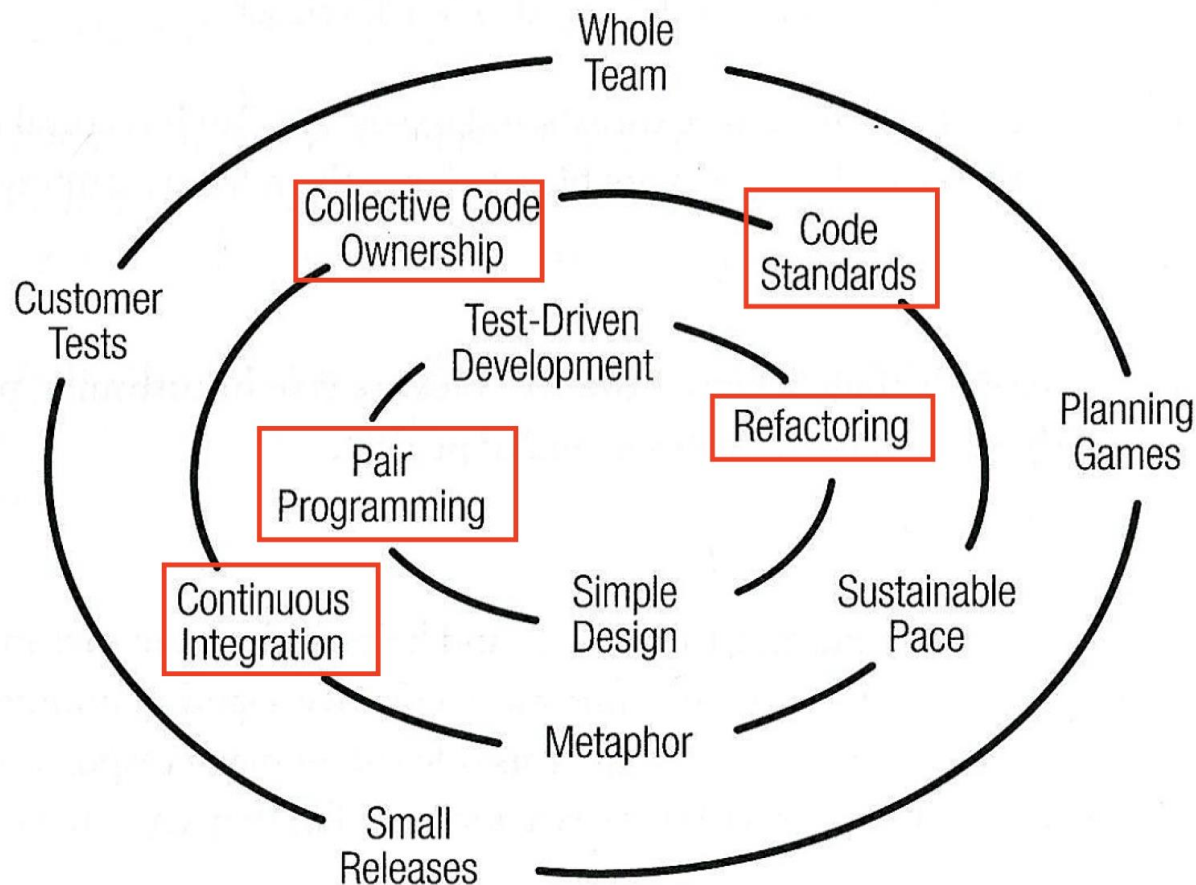 Whole
Team
Collective Code
Ownership
Code
Standards
Customer
Tests
Test-Driven
Development
Refactoring
Planning
Games
Pair
Programming
Continuous
Integration
Simple
Design
Sustainable
Pace
Metaphor
Small
Releases